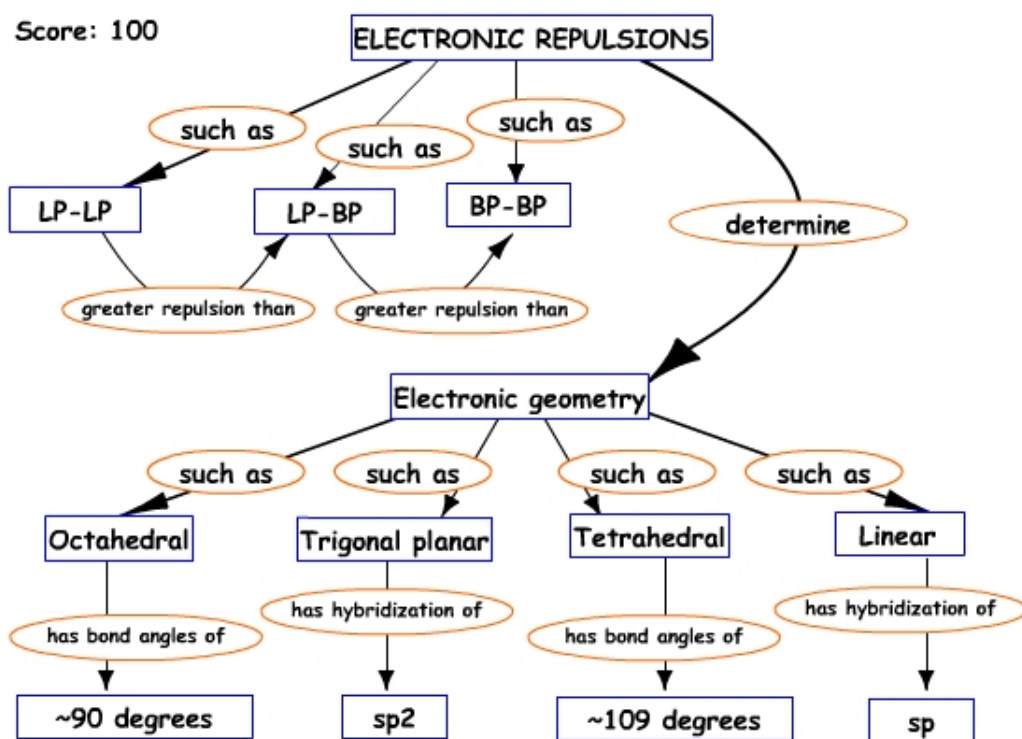 Score: 100
ELECTRONIC REPULSIONS
such as
such as
such as
LP-LP
LP-BP
BP-BP
determine
greater repulsion than
greater repulsion than
Electronic geometry
such as
such as
such as
such as
Octahedral
Trigonal planar
Tetrahedral
Linear
has bond angles of
has hybridization of
has bond angles of
has hybridization of
~90 degrees
sp2
~109 degrees
sp